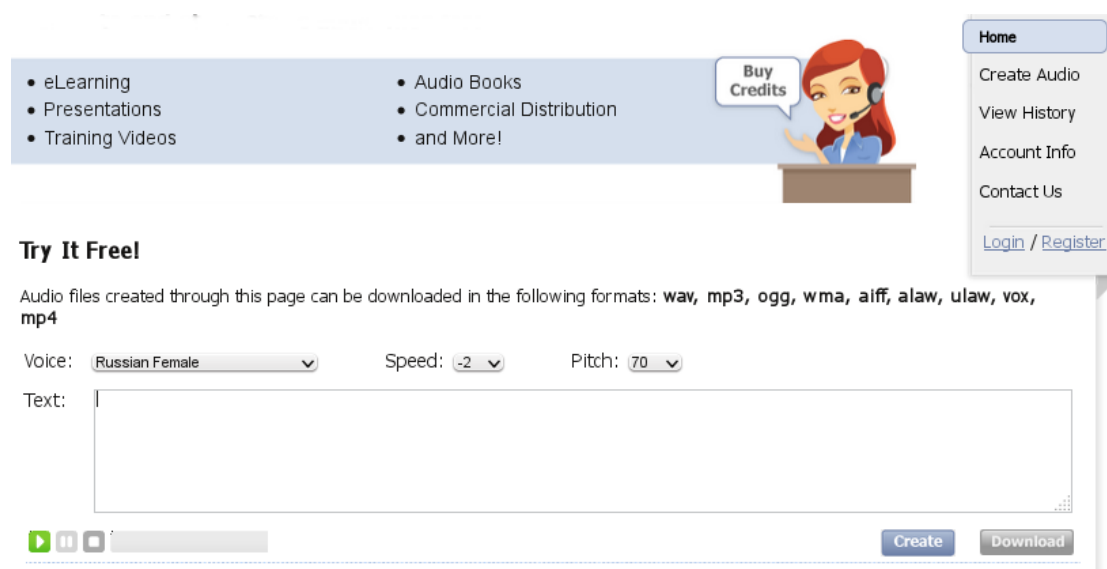 Home
• eLearning
• Audio Books
Buy
Credits
Create Audio
• Presentations
• Commercial Distribution
View History
• Training Videos
• and More!
Account Info
Contact Us
Login / Register
Try It Free!
Audio files created through this page can be downloaded in the following formats: wav, mp3, ogg, wma, aiff, alaw, ulaw, vox,
mp4
Voice: Russian Female Speed: -2 Pitch: 70
Text:
Create Download